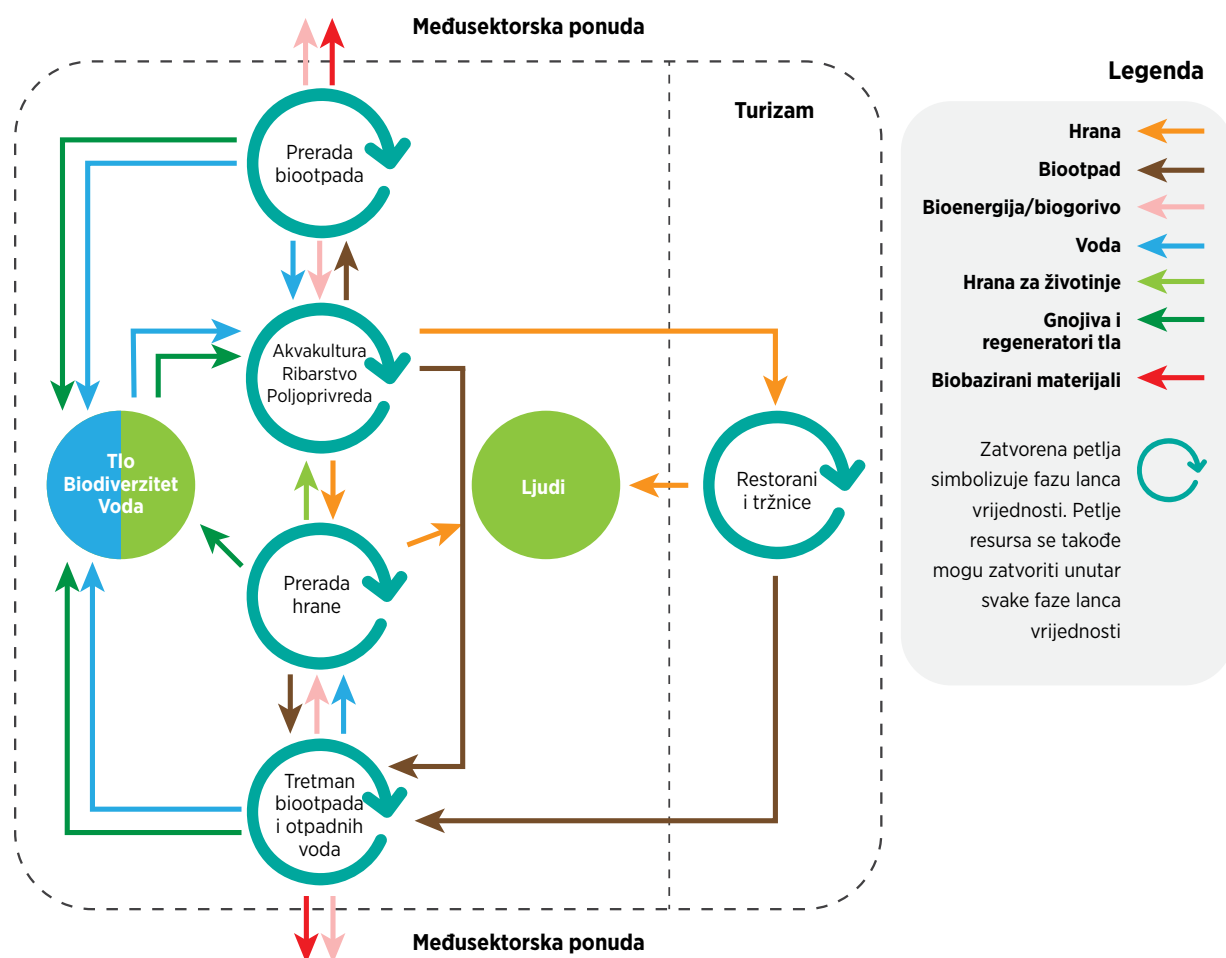 Međusektorska ponuda
Turizam
Prerada
biootpada
Akvakultura
Ribarstvo
Poljoprivreda
Tlo
Biodiverzitet
Voda
Ljudi
Restorani
i tržnice
Prerada
hrane
Tretman
biootpada
i otpadnih
voda
Međusektorska ponuda
Legenda
Hrana
Biootpad
Bioenergija/biogorivo
Voda
Hrana za životinje
Gnojiva i
regeneratori tla
Biobazirani materijali
Zatvorena petlja
simbolizuje fazu lanca
vrijednosti. Petlje
resursa se takođe
mogu zatvoriti unutar
svake faze lanca
vrijednosti